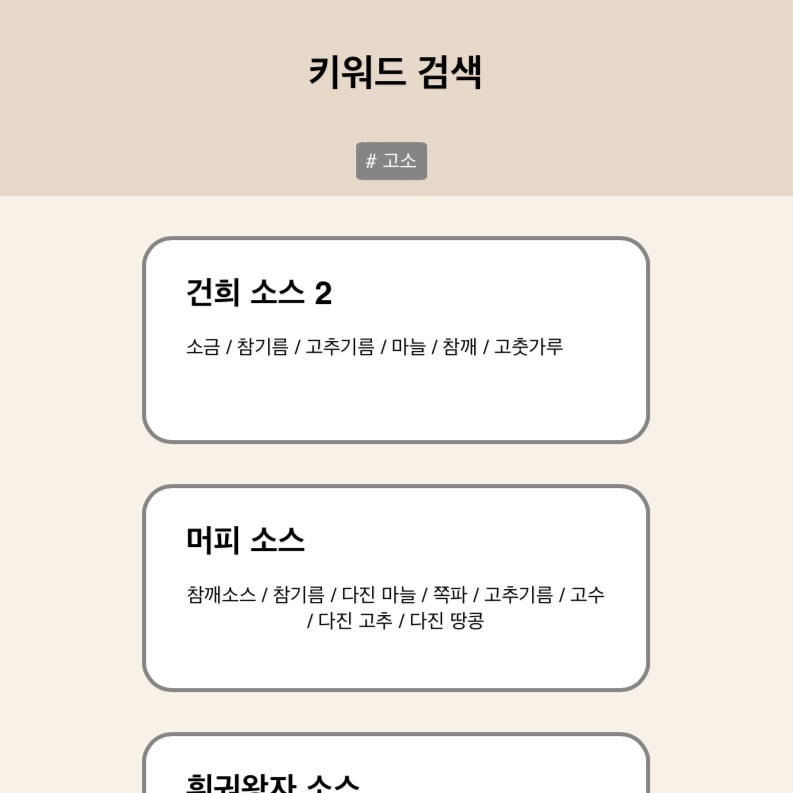 키워드 검색
# 고소
건희 소스 2
소금 / 참기름 / 고추기름 / 마늘 / 참깨 / 고춧가루
머피 소스
참깨소스 / 참기름 / 다진 마늘 / 쪽파 / 고추기름 / 고수
/ 다진 고추 / 다진 땅콩
소스